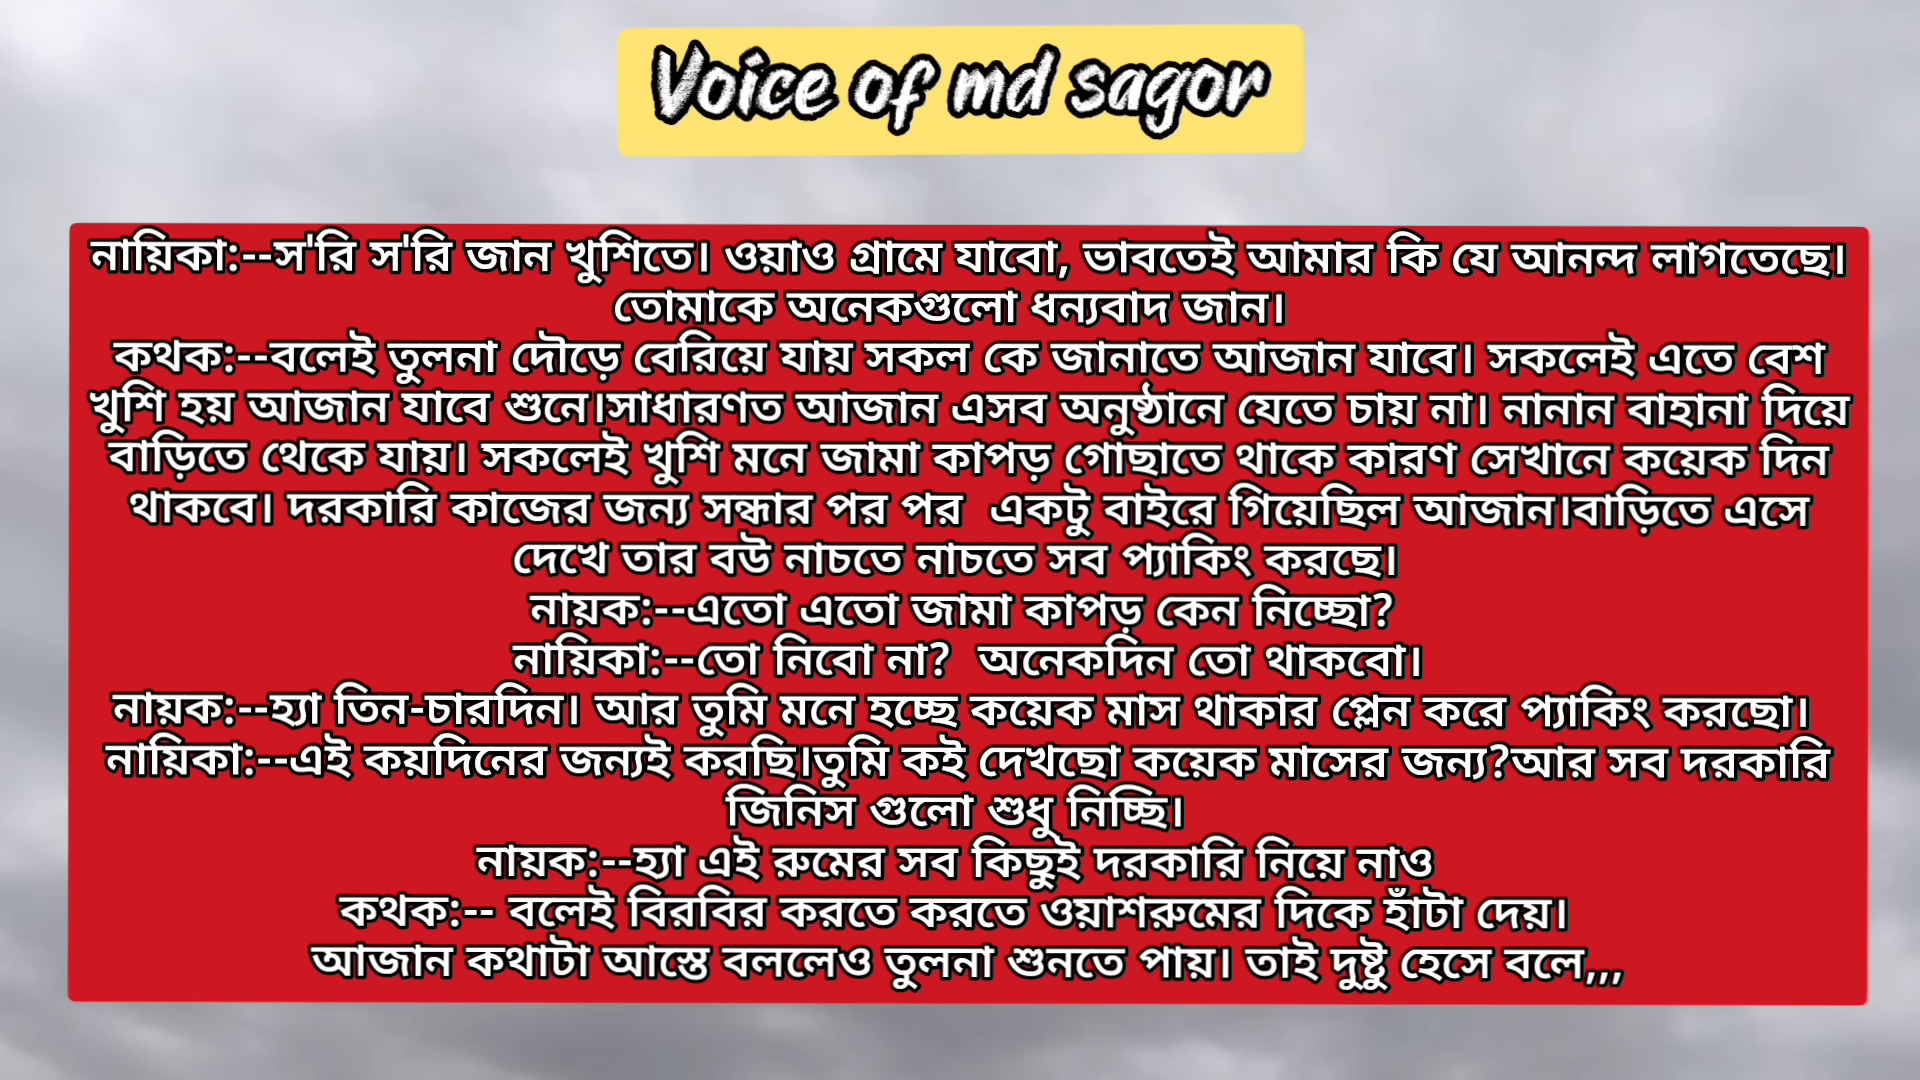 Voice of md sagor
নায়িকা:--স'রি স'রি জান খুশিতে। ওয়াও গ্রামে যাবো, ভাবতেই আমার কি যে আনন্দ লাগতেছে।
তোমাকে অনেকগুলো ধন্যবাদ জান।
কথক:--বলেই তুলনা দৌড়ে বেরিয়ে যায় সকল কে জানাতে আজান যাবে। সকলেই এতে বেশ
খুশি হয় আজান যাবে শুনে।সাধারণত আজান এসব অনুষ্ঠানে যেতে চায় না। নানান বাহানা দিয়ে
বাড়িতে থেকে যায়। সকলেই খুশি মনে জামা কাপড় গোছাতে থাকে কারণ সেখানে কয়েক দিন
থাকবে। দরকারি কাজের জন্য সন্ধার পর পর  একটু বাইরে গিয়েছিল আজান।বাড়িতে এসে
দেখে তার বউ নাচতে নাচতে সব প্যাকিং করছে।
নায়ক:--এতো এতো জামা কাপড় কেন নিচ্ছো?
নায়িকা:--তো নিবো না?  অনেকদিন তো থাকবো।
নায়ক:--হ্যা তিন-চারদিন। আর তুমি মনে হচ্ছে কয়েক মাস থাকার প্লেন করে প্যাকিং করছো।
নায়িকা:--এই কয়দিনের জন্যই করছি।তুমি কই দেখছো কয়েক মাসের জন্য?আর সব দরকারি
জিনিস গুলো শুধু নিচ্ছি।
নায়ক:--হ্যা এই রুমের সব কিছুই দরকারি নিয়ে নাও
কথক:-- বলেই বিরবির করতে করতে ওয়াশরুমের দিকে হাঁটা দেয়।
আজান কথাটা আস্তে বললেও তুলনা শুনতে পায়। তাই দুষ্টু হেসে বলে,,,